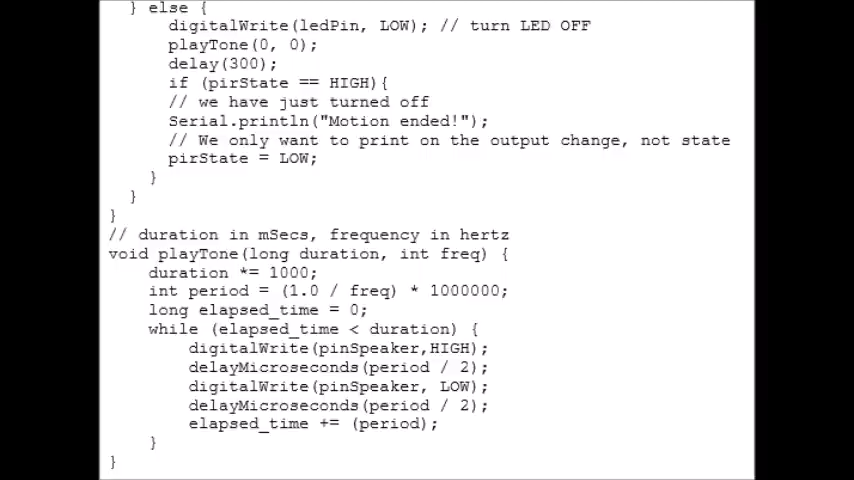 } else {
digitalWrite(ledPin, LOW); // turn LED OFF
playTone(0, 0);
delay(300);
if (pirState == HIGH){
// we have just turned off
Serial.println("Motion ended!");
// We only want to print on the output change, not state
pirState = LOW;
}
}
}
// duration in mSecs, frequency in hertz
void playTone(long duration, int freq) {
duration *= 1000;
int period = (1.0 / freq) * 1000000;
long elapsed_time = 0;
while (elapsed_time < duration) {
digitalWrite(pinSpeaker,HIGH);
delayMicroseconds(period / 2);
digitalWrite(pinSpeaker, LOW);
delayMicroseconds(period / 2);
elapsed_time += (period);
}
}